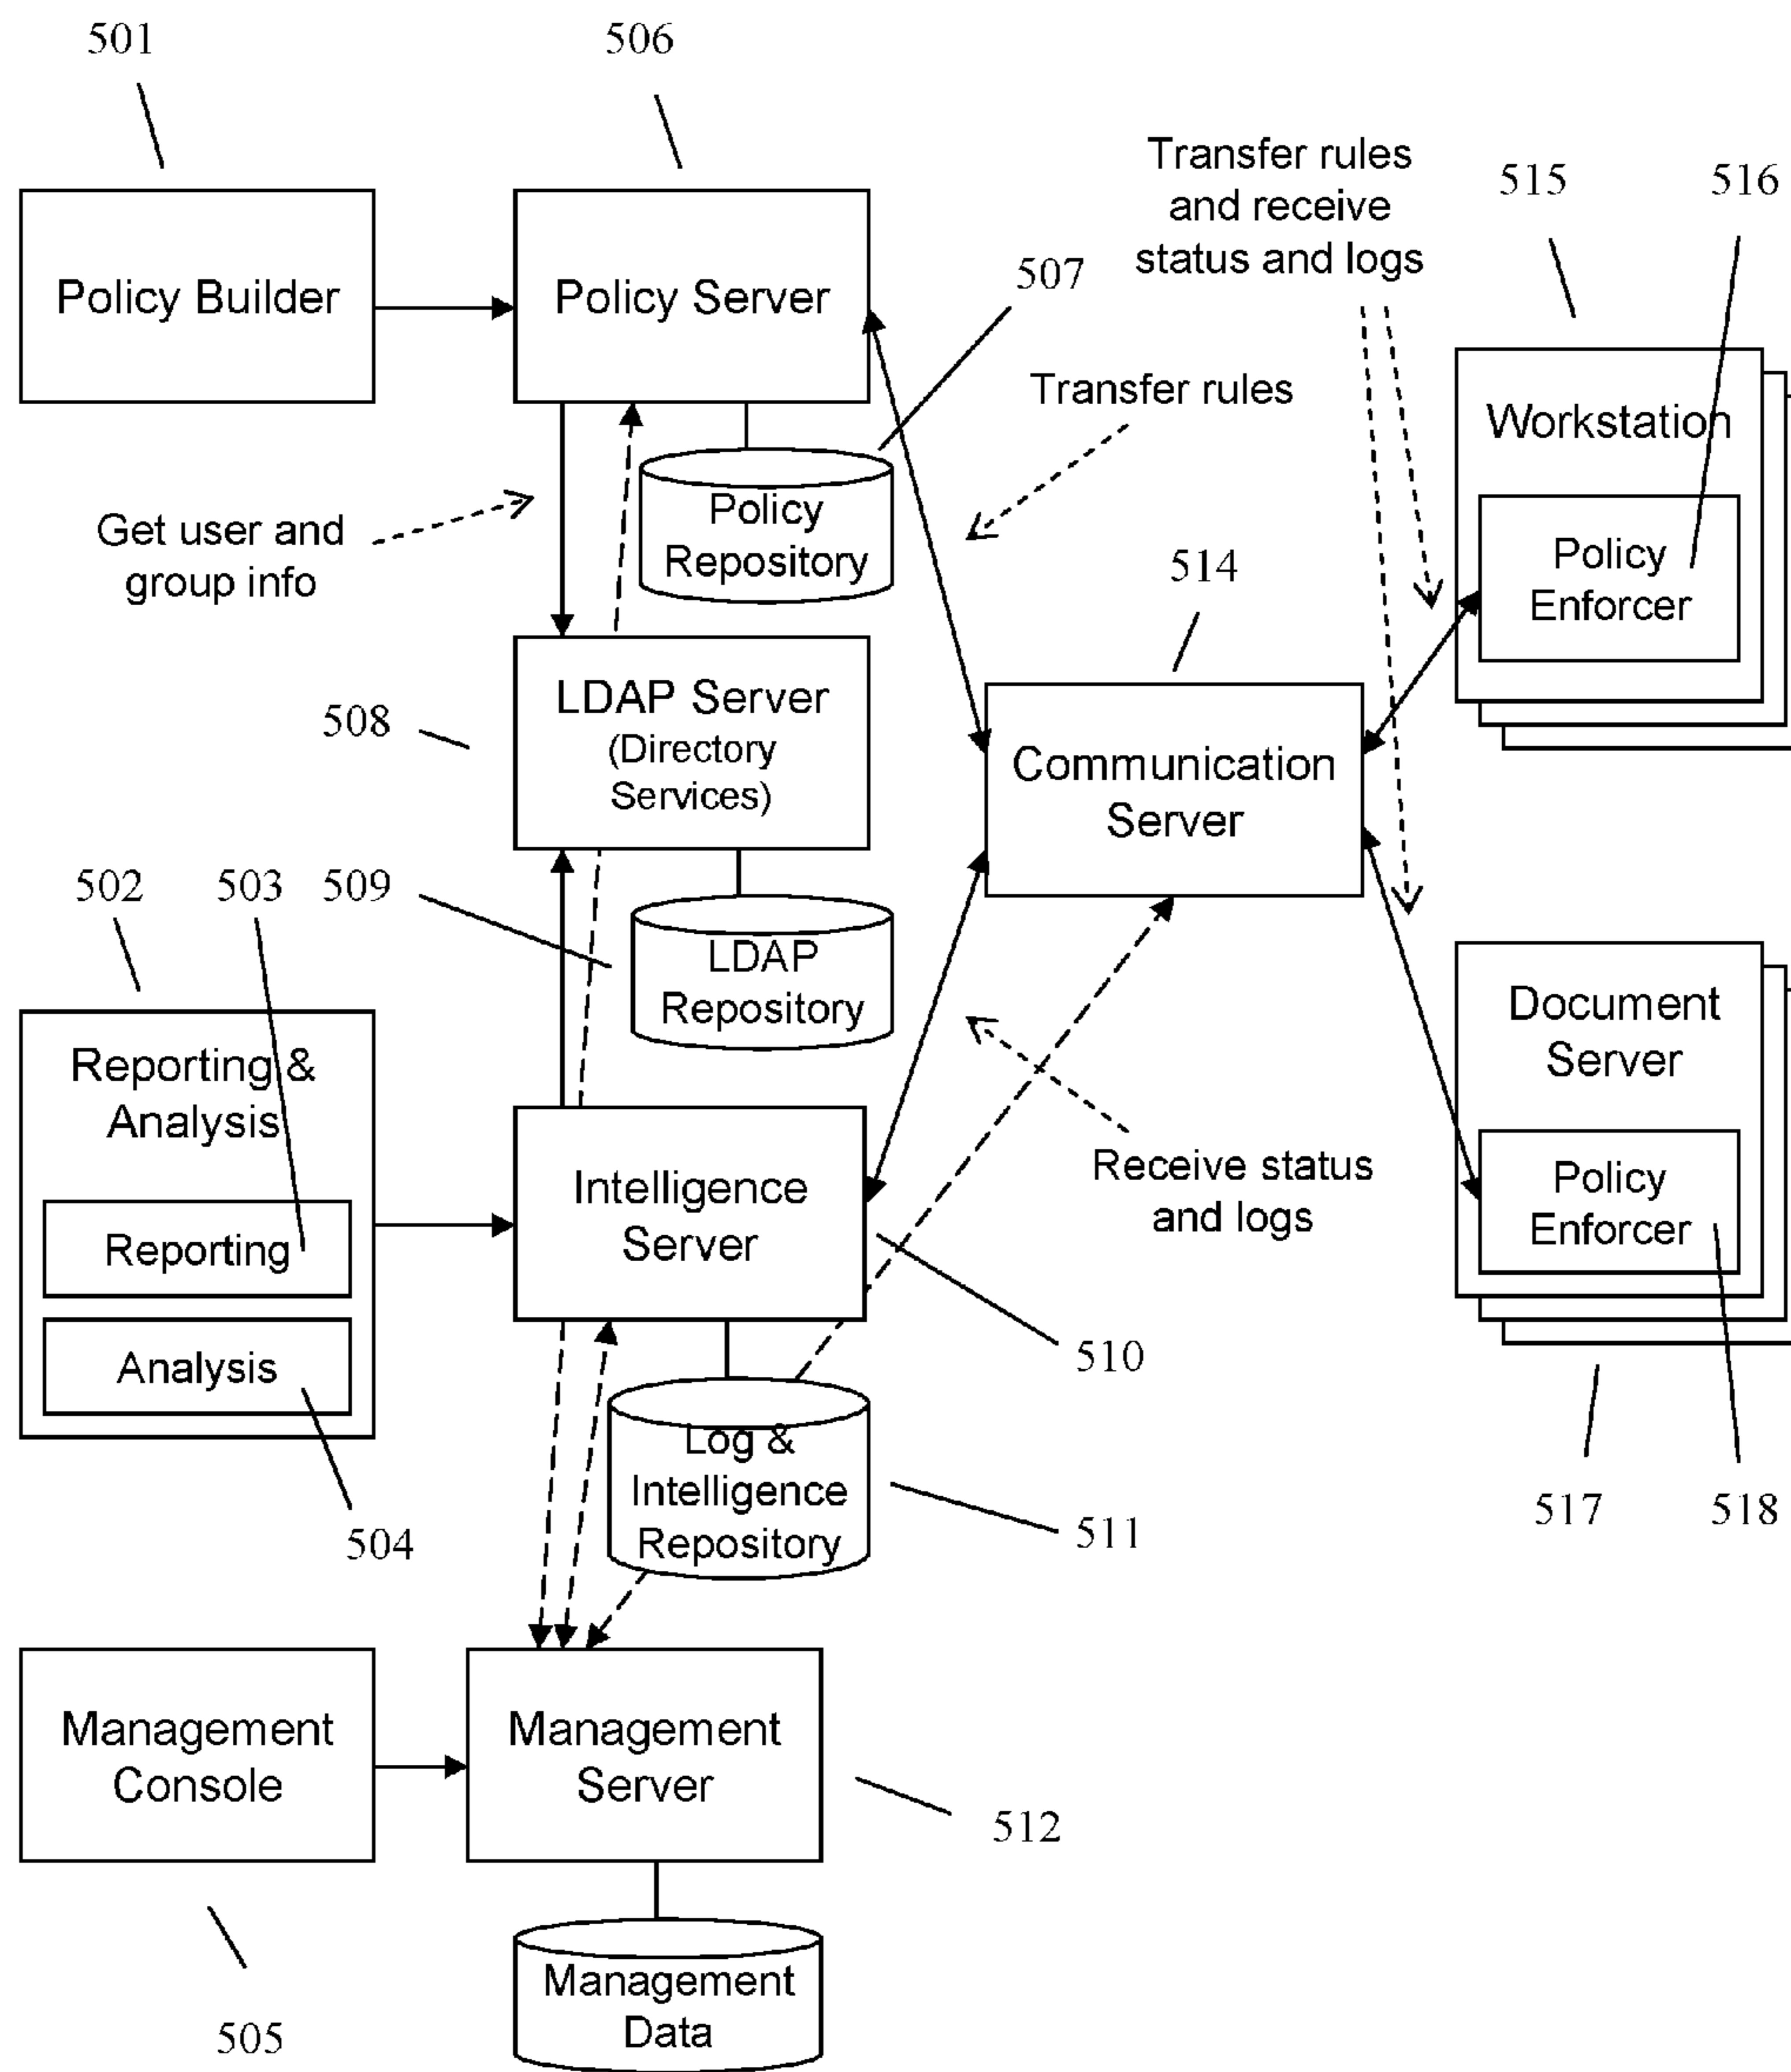 501
506
Transfer rules
and receive
status and logs
515
516
507
Policy Builder
Policy Server
Transfer rules
Workstation
Policy
Repository
Get user and
group info
Policy
Enforcer
514
508
LDAP Server
(Directory
Services)
Communication
Server
502
503
509
LDAP
Repository
Document
Server
Reporting &
Analysis
Receive status
and logs
Policy
Enforcer
Intelligence
Server
Reporting
Analysis
510
Log &
Intelligence
Repository
511
504
517
518
Management
Console
Management
Server
512
505
Management
Data